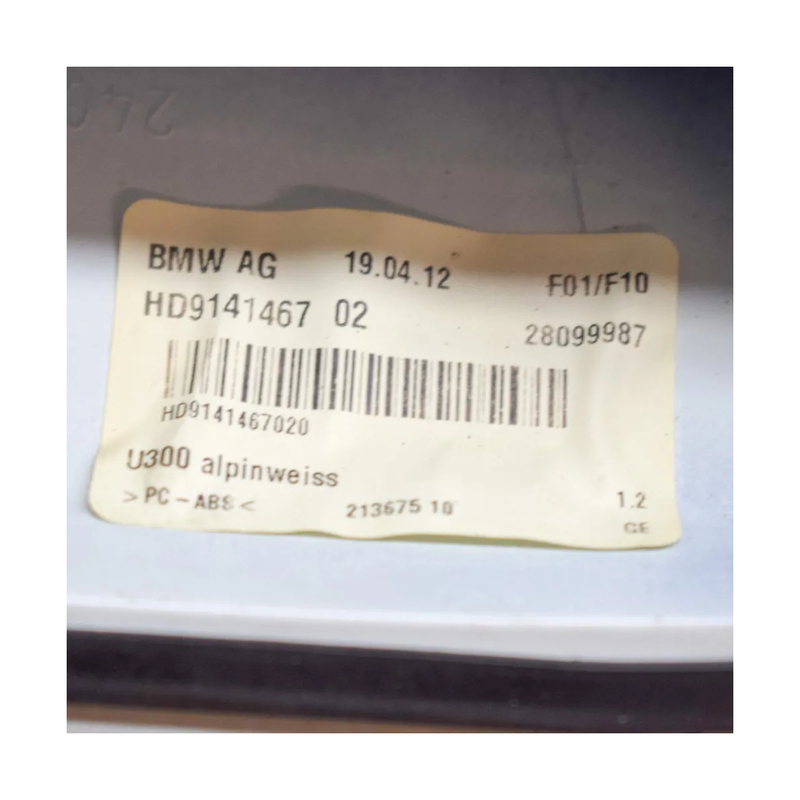 BMW AG 19.04.12 F01/F10
HD9141467 02 28099987
HD9141467020
U300 alpinweiss
>PC-ABS< 213675 10 1.2
GE